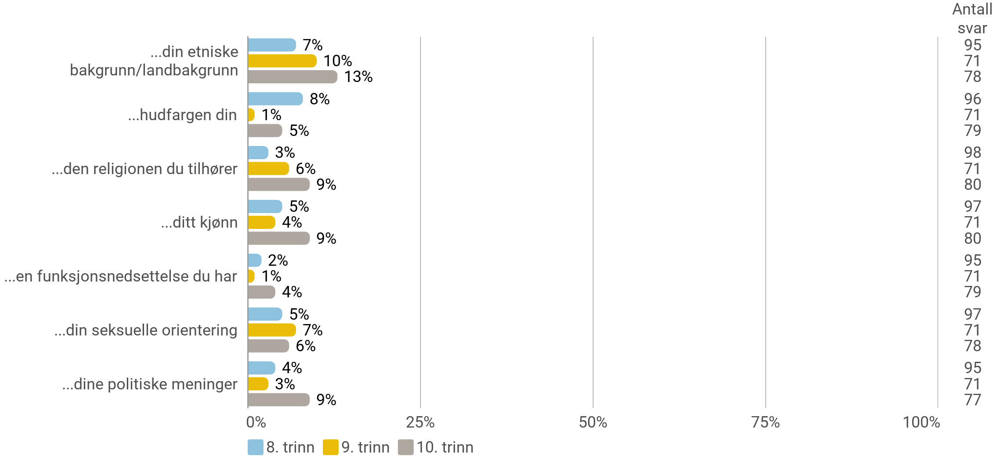 Antall
svar
...din etniske
bakgrunn/landbakgrunn
7% 95
10% 71
13% 78
...hudfargen din
8% 96
1% 71
5% 79
...den religionen du tilhører
3% 98
6% 71
9% 80
...ditt kjønn
5% 97
4% 71
9% 80
...en funksjonsnedsettelse du har
2% 95
1% 71
4% 79
...din seksuelle orientering
5% 97
7% 71
6% 78
...dine politiske meninger
4% 95
3% 71
9% 77
0% 25% 50% 75% 100%
8. trinn 9. trinn 10. trinn